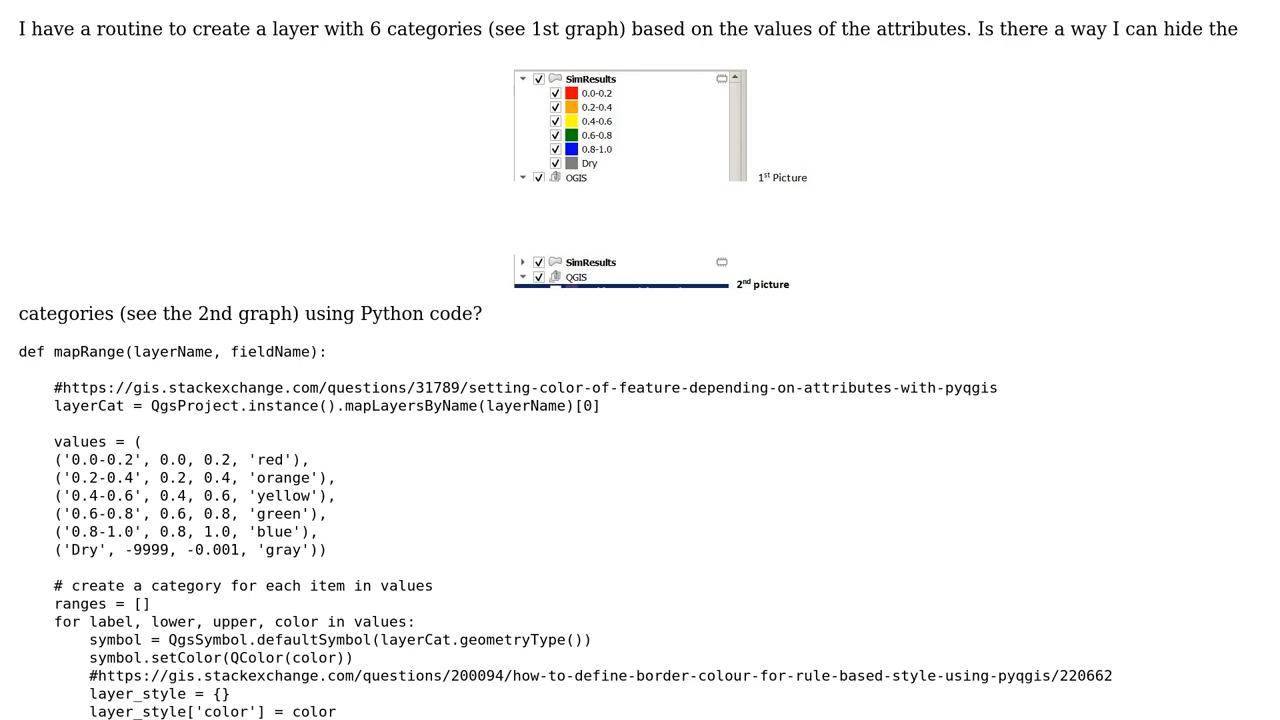 I have a routine to create a layer with 6 categories (see 1st graph) based on the values of the attributes. Is there a way I can hide the
SimResults
0.0-0.2
0.2-0.4
0.4-0.6
0.6-0.8
0.8-1.0
Dry
QGIS
1st Picture
SimResults
QGIS
2nd picture
categories (see the 2nd graph) using Python code?
def mapRange(layerName, fieldName):
    #https://gis.stackexchange.com/questions/31789/setting-color-of-feature-depending-on-attributes-with-pyqgis
    layerCat = QgsProject.instance().mapLayersByName(layerName)[0]
    values = (
    ('0.0-0.2', 0.0, 0.2, 'red'),
    ('0.2-0.4', 0.2, 0.4, 'orange'),
    ('0.4-0.6', 0.4, 0.6, 'yellow'),
    ('0.6-0.8', 0.6, 0.8, 'green'),
    ('0.8-1.0', 0.8, 1.0, 'blue'),
    ('Dry', -9999, -0.001, 'gray'))
    # create a category for each item in values
    ranges = []
    for label, lower, upper, color in values:
        symbol = QgsSymbol.defaultSymbol(layerCat.geometryType())
        symbol.setColor(QColor(color))
        #https://gis.stackexchange.com/questions/200094/how-to-define-border-colour-for-rule-based-style-using-pyqgis/220662
        layer_style = {}
        layer_style['color'] = color